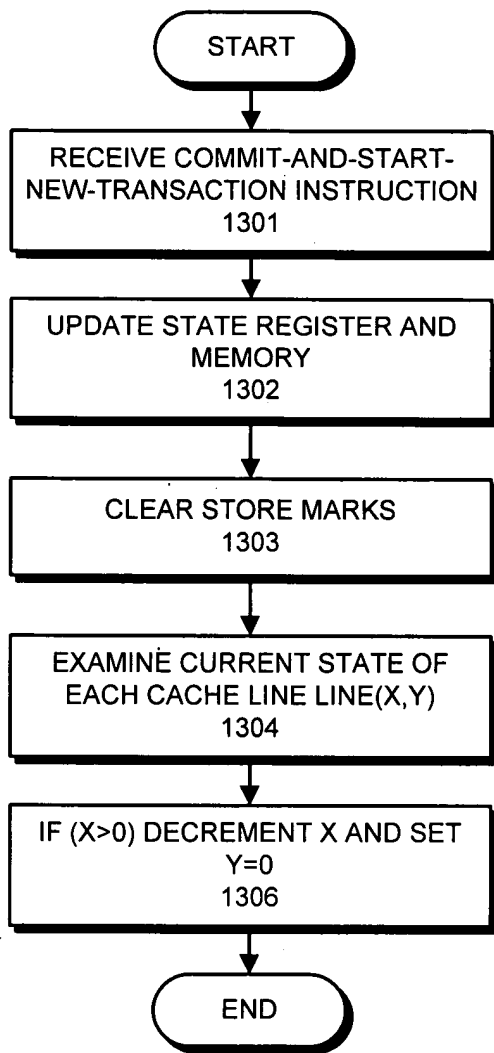 START
RECEIVE COMMIT-AND-START-
NEW-TRANSACTION INSTRUCTION
1301
UPDATE STATE REGISTER AND
MEMORY
1302
CLEAR STORE MARKS
1303
EXAMINE CURRENT STATE OF
EACH CACHE LINE LINE(X,Y)
1304
IF (X>0) DECREMENT X AND SET
Y=0
1306
END